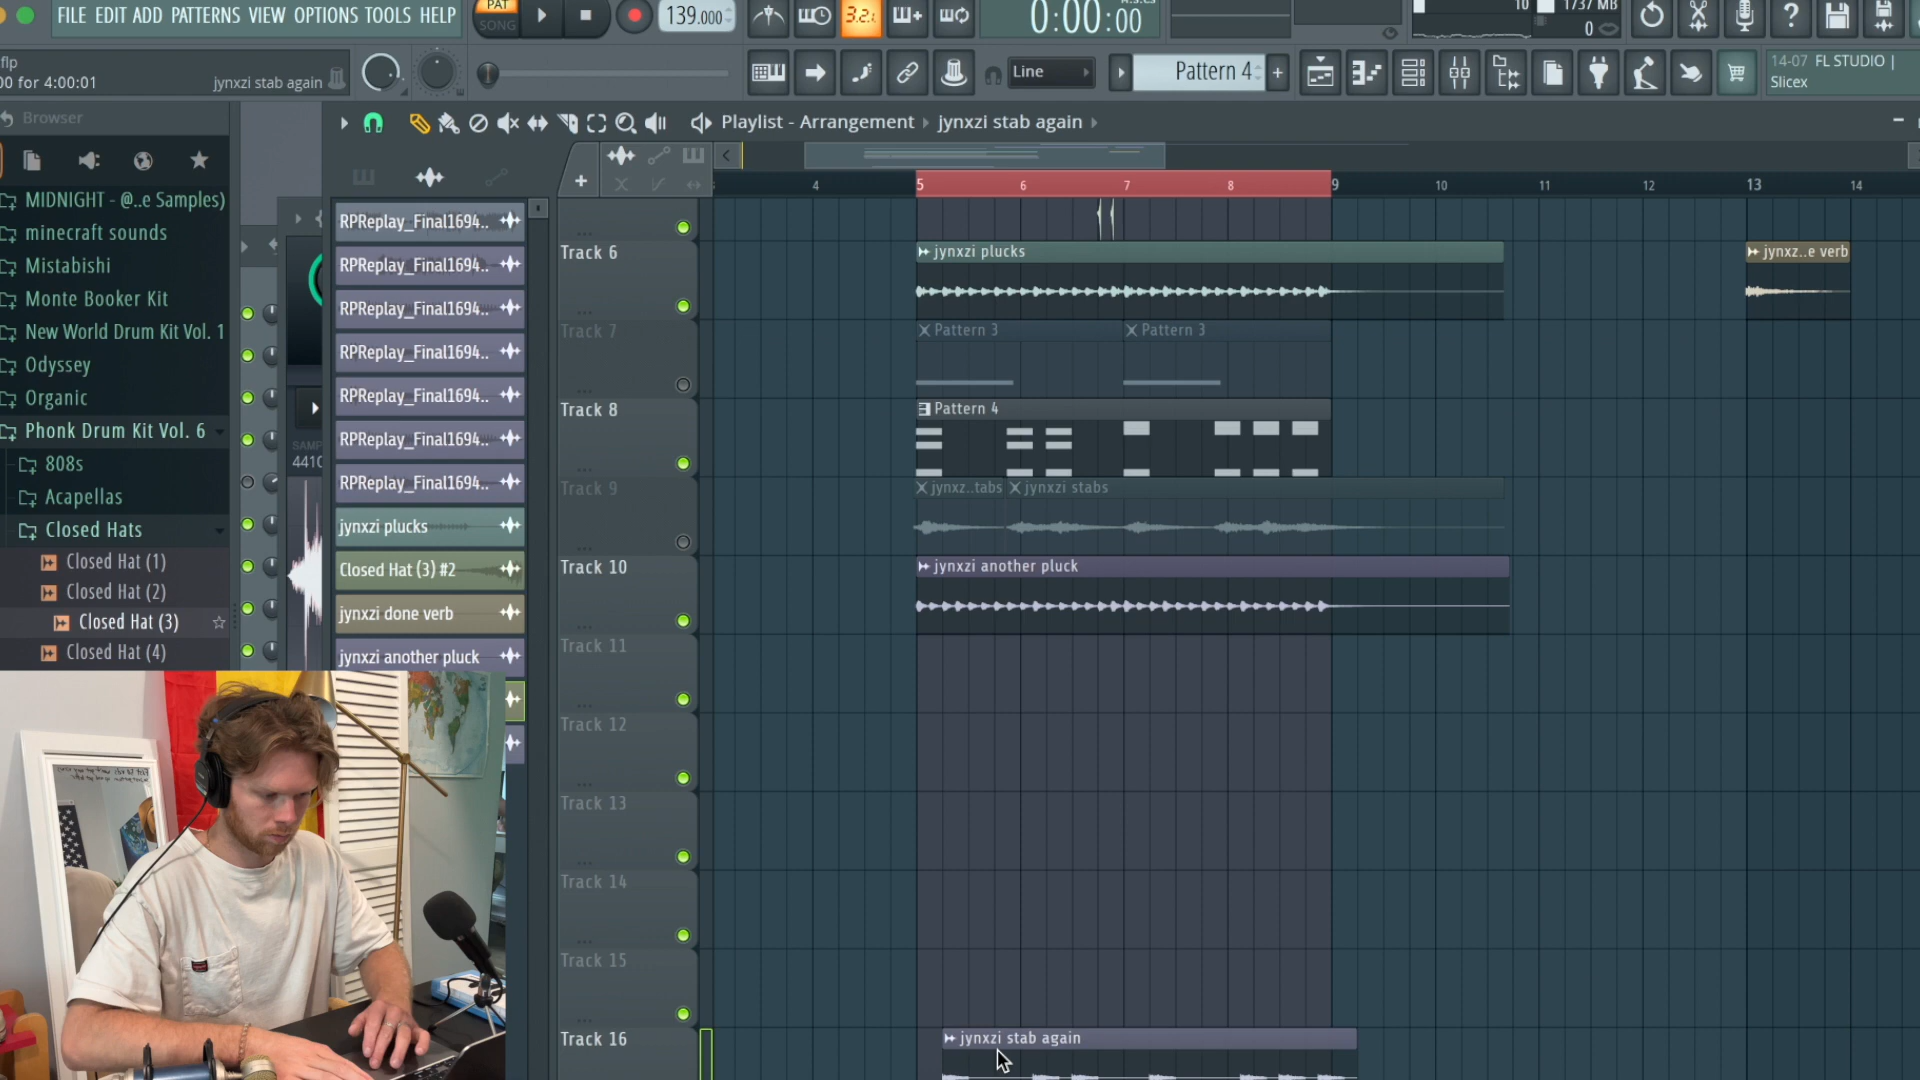 FILE EDIT ADD PATTERNS VIEW OPTIONS TOOLS HELP
PAT
SONG
139.000
3.2.
0:00:00
10
1737 MB
0
flp
00 for 4:00:01
jynxzi stab again
Line
Pattern 4
+
14-07 FL STUDIO |
Slicex
Browser
Playlist - Arrangement
jynxzi stab again
MIDNIGHT - @..e Samples)
minecraft sounds
Mistabishi
Monte Booker Kit
New World Drum Kit Vol. 1
Odyssey
Organic
Phonk Drum Kit Vol. 6
808s
Acapellas
Closed Hats
Closed Hat (1)
Closed Hat (2)
Closed Hat (3)
Closed Hat (4)
4410
RPReplay_Final1694..
RPReplay_Final1694..
RPReplay_Final1694..
RPReplay_Final1694..
RPReplay_Final1694..
RPReplay_Final1694..
RPReplay_Final1694..
jynxzi plucks
Closed Hat (3) #2
jynxzi done verb
jynxzi another pluck
4
5
6
7
8
9
10
11
12
13
14
Track 6
jynxzi plucks
jynxz..e verb
Track 7
Pattern 3
Pattern 3
Track 8
Pattern 4
Track 9
jynxz..tabs
jynxzi stabs
Track 10
jynxzi another pluck
Track 11
Track 12
Track 13
Track 14
Track 15
Track 16
jynxzi stab again